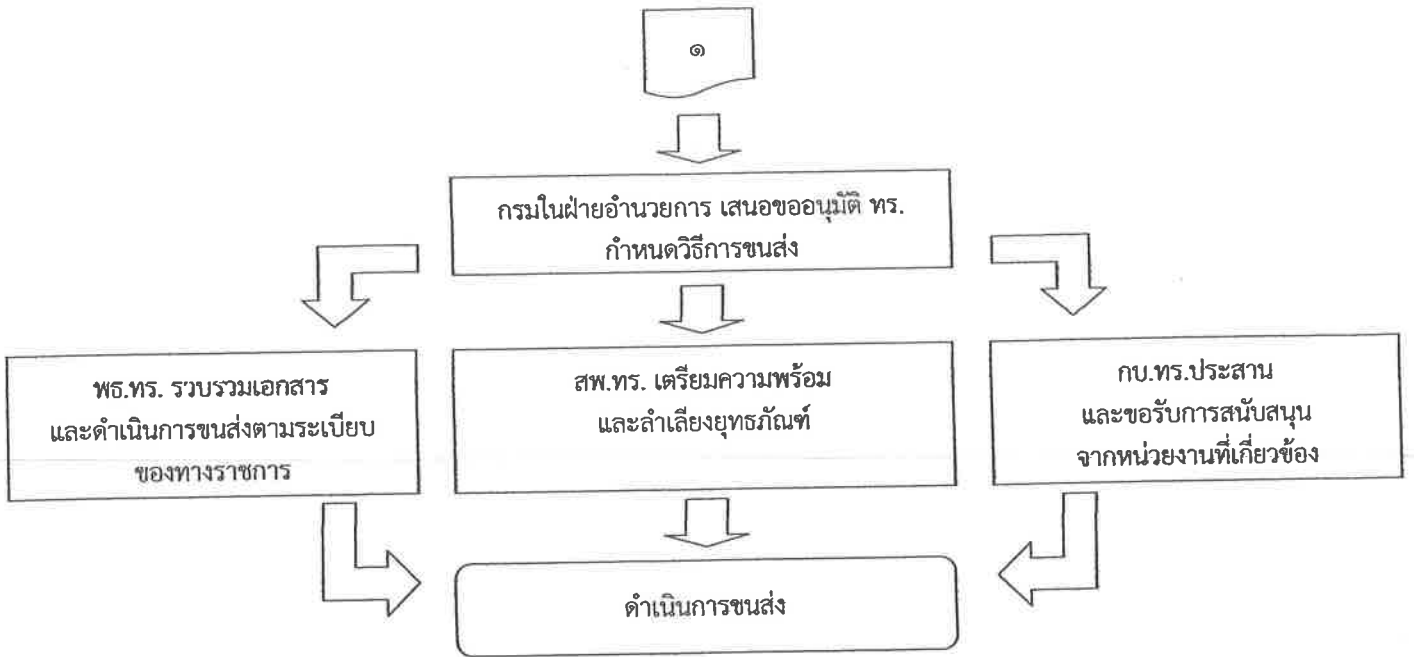 ๑
กรมในฝ่ายอำนวยการ เสนอขออนุมัติ ทร.
กำหนดวิธีการขนส่ง
พธ.ทร. รวบรวมเอกสาร
และดำเนินการขนส่งตามระเบียบ
ของทางราชการ
สพ.ทร. เตรียมความพร้อม
และลำเลียงยุทธภัณฑ์
กบ.ทร.ประสาน
และขอรับการสนับสนุน
จากหน่วยงานที่เกี่ยวข้อง
ดำเนินการขนส่ง